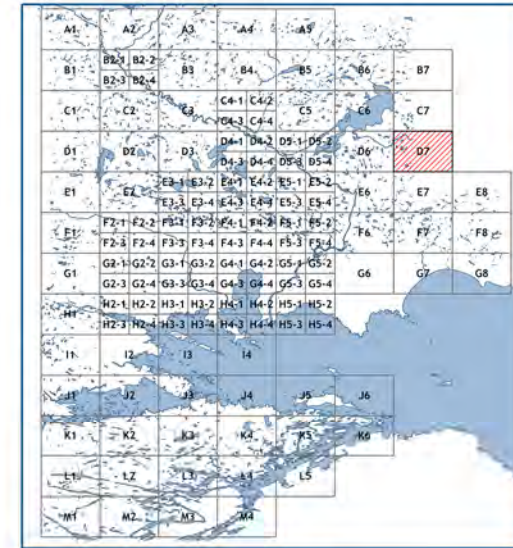 A1 A2 A3 A4 A5
B2-1 B2-2
B1 B3 B4 B5 B6 B7
B2-3 B2-4
C4-1 C4-2
C1 C2 C3 C5 C6 C7
C4-3 C4-4
D4-1 D4-2 D5-1 D5-2
D1 D2 D3 D6 D7
D4-3 D4-4 D5-3 D5-4
E3-1 E3-2 E4-1 E4-2 E5-1 E5-2
E1 E2 E6 E7 E8
E3-3 E3-4 E4-3 E4-4 E5-3 E5-4
F2-1 F2-2 F3-1 F3-2 F4-1 F4-2 F5-1 F5-2
F1 F6 F7 F8
F2-3 F2-4 F3-3 F3-4 F4-3 F4-4 F5-3 F5-4
G2-1 G2-2 G3-1 G3-2 G4-1 G4-2 G5-1 G5-2
G1 G6 G7 G8
G2-3 G2-4 G3-3 G3-4 G4-3 G4-4 G5-3 G5-4
H2-1 H2-2 H3-1 H3-2 H4-1 H4-2 H5-1 H5-2
H1
H2-3 H2-4 H3-3 H3-4 H4-3 H4-4 H5-3 H5-4
I1 I2 I3 I4
J1 J2 J3 J4 J5 J6
K1 K2 K3 K4 K5 K6
L1 L2 L3 L4 L5
M1 M2 M3 M4